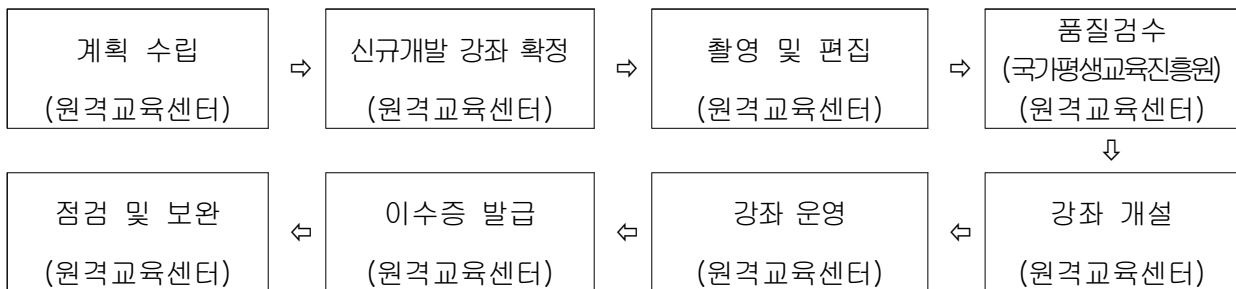 계획 수립
(원격교육센터)
⇨
신규개발 강좌 확정
(원격교육센터)
⇨
촬영 및 편집
(원격교육센터)
⇨
품질검수
(국가평생교육진흥원)
(원격교육센터)
⇩
강좌 개설
(원격교육센터)
⇦
강좌 운영
(원격교육센터)
⇦
이수증 발급
(원격교육센터)
⇦
점검 및 보완
(원격교육센터)